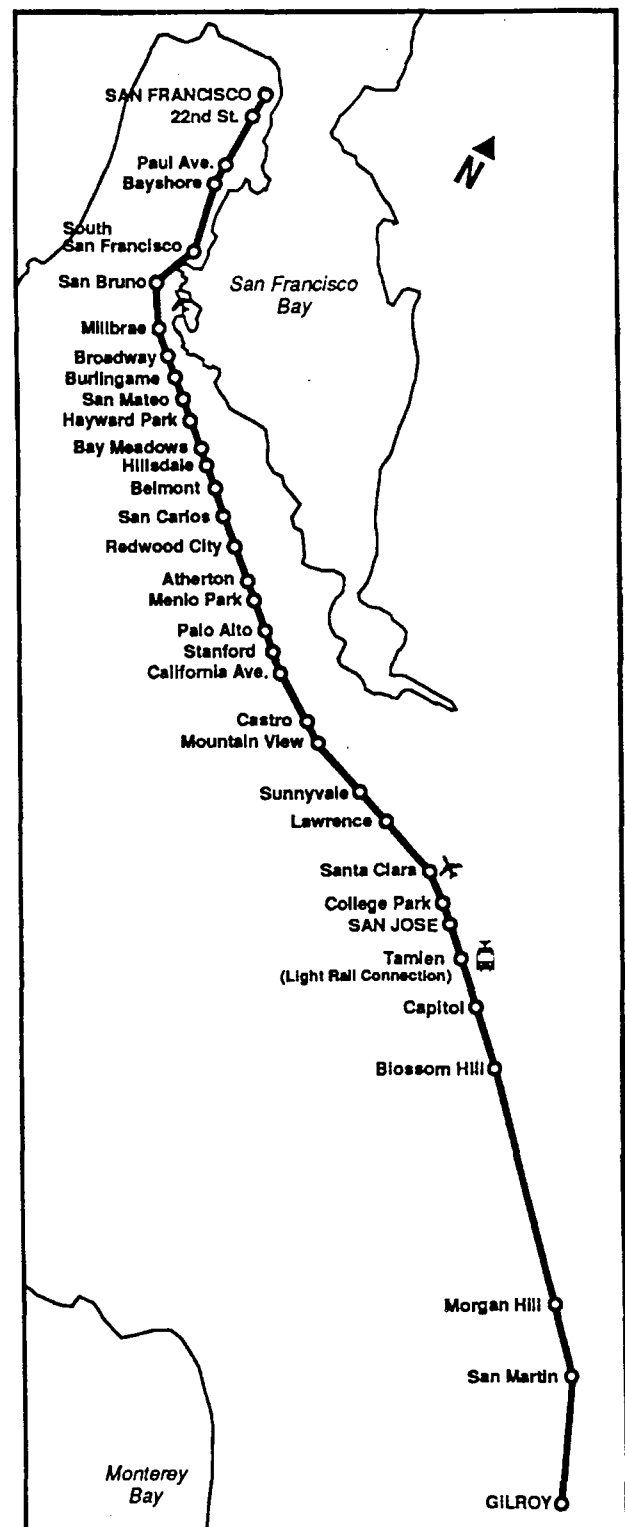 SAN FRANCISCO
22nd St.
Paul Ave.
Bayshore
N
South
San Francisco
San Bruno
San Francisco
Bay
Millbrae
Broadway
Burlingame
San Mateo
Hayward Park
Bay Meadows
Hillsdale
Belmont
San Carlos
Redwood City
Atherton
Menlo Park
Palo Alto
Stanford
California Ave.
Castro
Mountain View
Sunnyvale
Lawrence
Santa Clara
College Park
SAN JOSE
Tamien
(Light Rail Connection)
Capitol
Blossom Hill
Morgan Hill
San Martin
Monterey
Bay
GILROY